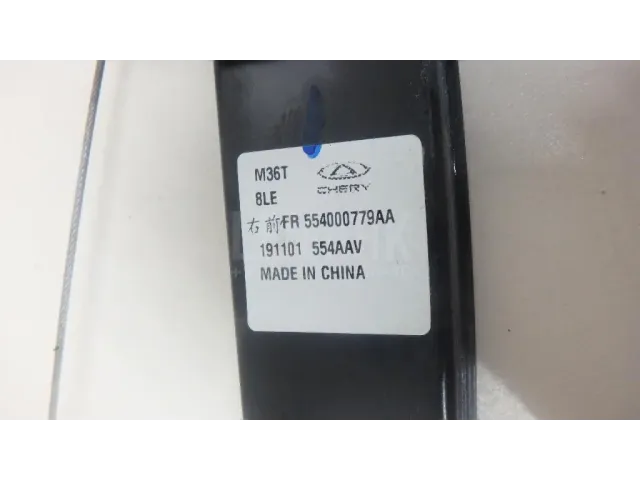 M36T
CHERY
8LE
右前FR 554000779AA
191101 554AAV
MADE IN CHINA